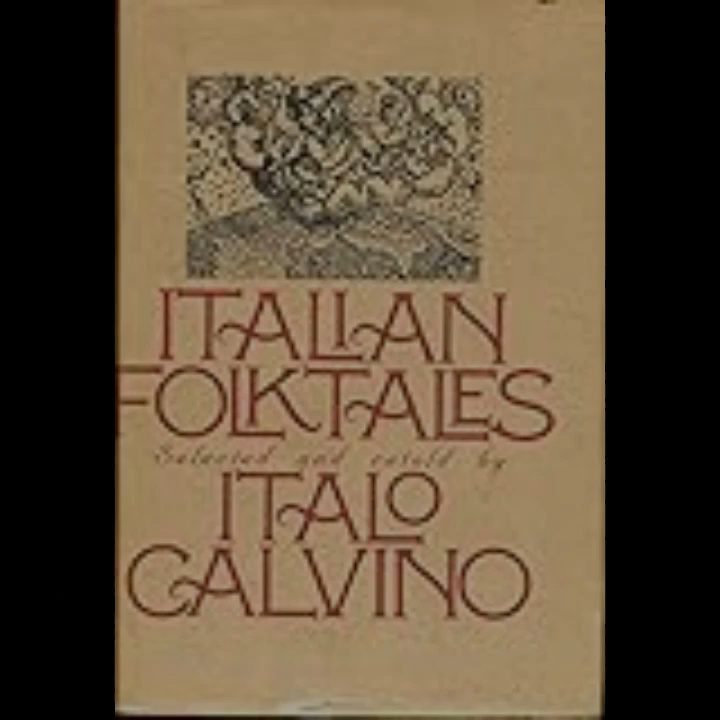 ITALIAN
FOLKTALES
Selected and retold by
ITALO
CALVINO